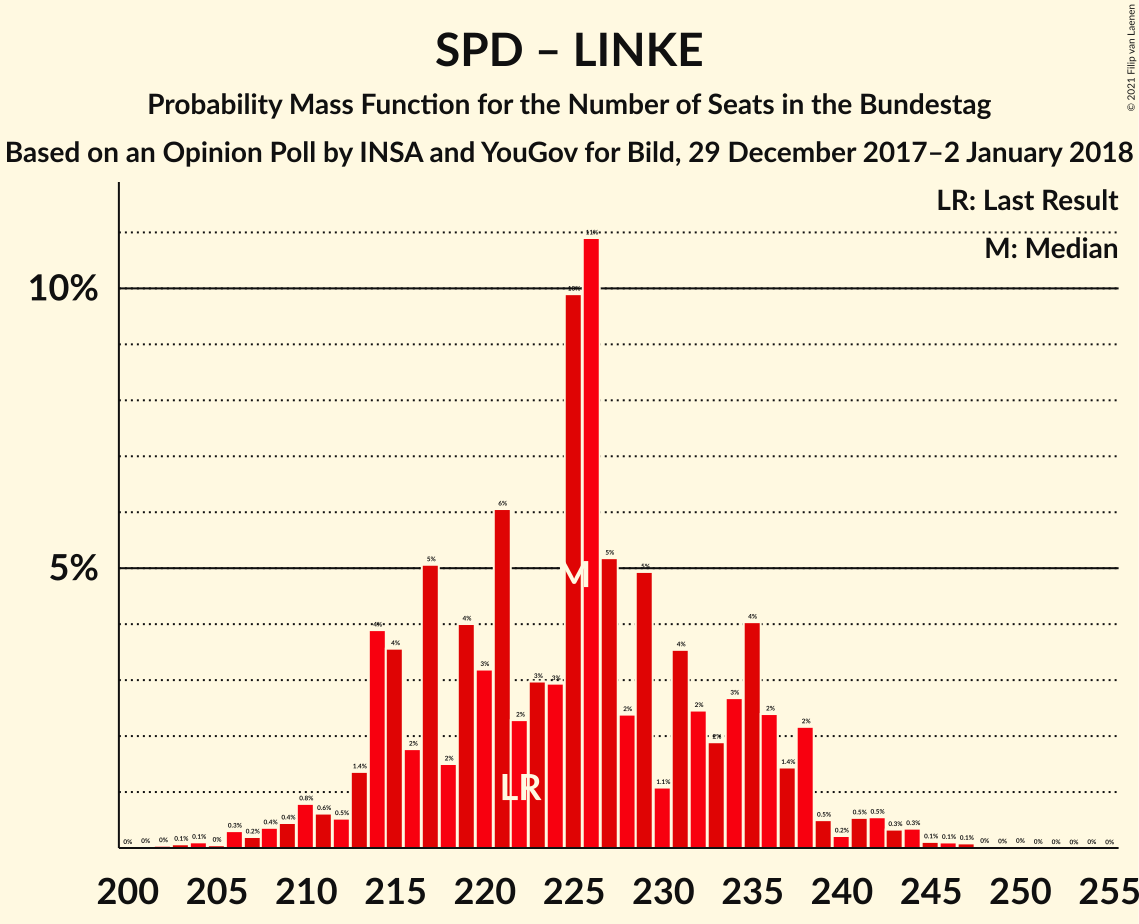 SPD – LINKE
Probability Mass Function for the Number of Seats in the Bundestag
Based on an Opinion Poll by INSA and YouGov for Bild, 29 December 2017–2 January 2018
© 2021 Filip van Laenen
LR: Last Result
M: Median
10%
5%
0% 0% 0% 0.1% 0.1% 0% 0.3% 0.2% 0.4% 0.4% 0.8% 0.6% 0.5% 1.4% 4% 4% 2% 5% 2% 4% 3% 6% 2% 3% 3% 10% 11% 5% 2% 5% 1.1% 4% 2% 2% 3% 4% 2% 1.4% 2% 0.5% 0.2% 0.5% 0.5% 0.3% 0.3% 0.1% 0.1% 0.1% 0% 0% 0% 0% 0% 0% 0% 0%
M
LR
200 205 210 215 220 225 230 235 240 245 250 255